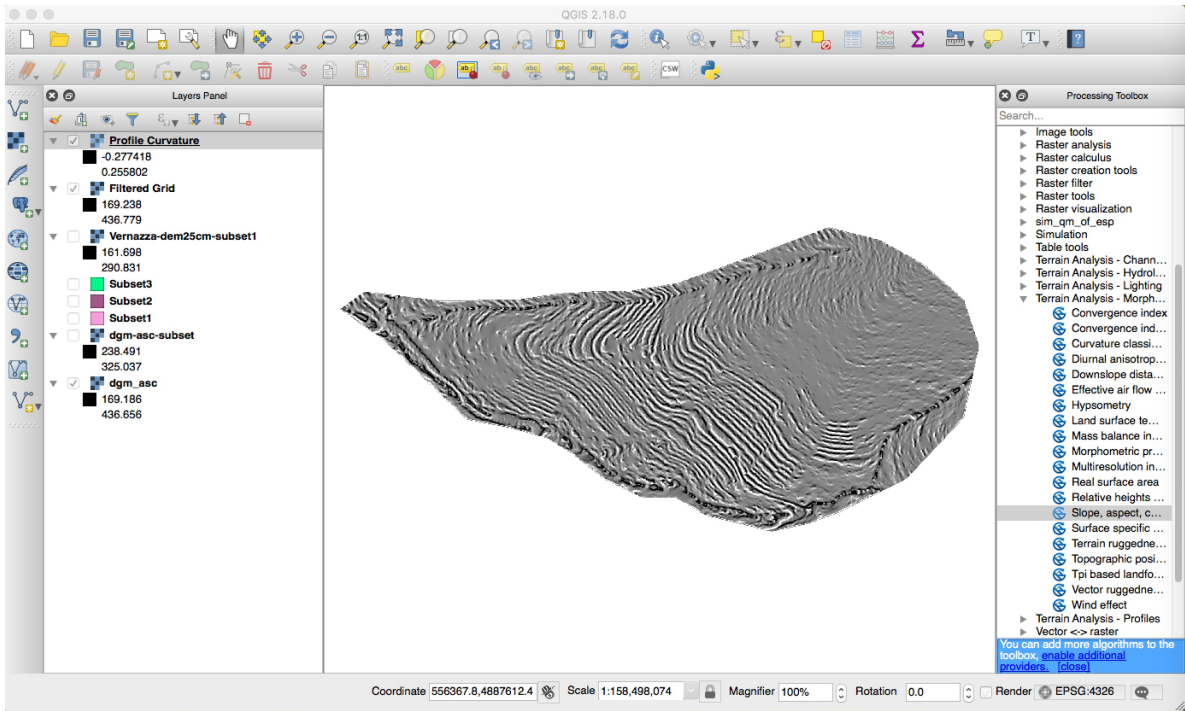 QGIS 2.18.0
Layers Panel
Profile Curvature
-0.277418
0.255802
Filtered Grid
169.238
436.779
Vernazza-dem25cm-subset1
161.698
290.831
Subset3
Subset2
Subset1
dgm-asc-subset
238.491
325.037
dgm_asc
169.186
436.656
Processing Toolbox
Search...
Image tools
Raster analysis
Raster calculus
Raster creation tools
Raster filter
Raster tools
Raster visualization
sim_qm_of_esp
Simulation
Table tools
Terrain Analysis - Chann...
Terrain Analysis - Hydrol...
Terrain Analysis - Lighting
Terrain Analysis - Morph...
Convergence index
Convergence ind...
Curvature classi...
Diurnal anisotrop...
Downslope dista...
Effective air flow ...
Hypsometry
Land surface te...
Mass balance in...
Morphometric pr...
Multiresolution in...
Real surface area
Relative heights ...
Slope, aspect, c...
Surface specific ...
Terrain ruggedne...
Topographic posi...
Tpi based landfo...
Vector ruggedne...
Wind effect
Terrain Analysis - Profiles
Vector <-> raster
You can add more algorithms to the
toolbox, enable additional
providers. [close]
Coordinate 556367.8,4887612.4 Scale 1:158,498,074 Magnifier 100% Rotation 0.0 Render EPSG:4326